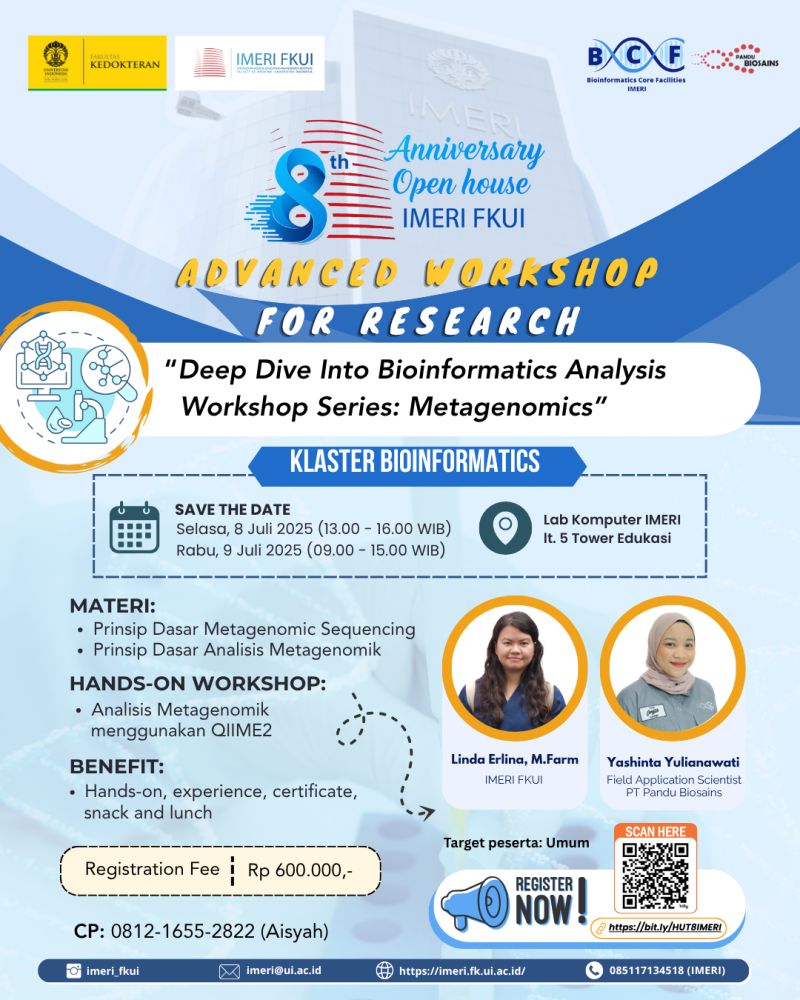 FAKULTAS
KEDOKTERAN
IMERI FKUI
BCF
Bioinformatics Core Facilities
IMERI
PANDU
BIOSAINS
IMERI
8th
Anniversary
Open house
IMERI FKUI
ADVANCED WORKSHOP
FOR RESEARCH
“Deep Dive Into Bioinformatics Analysis
Workshop Series: Metagenomics”
KLASTER BIOINFORMATICS
SAVE THE DATE
Selasa, 8 Juli 2025 (13.00 - 16.00 WIB)
Rabu, 9 Juli 2025 (09.00 - 15.00 WIB)
Lab Komputer IMERI
lt. 5 Tower Edukasi
MATERI:
• Prinsip Dasar Metagenomic Sequencing
• Prinsip Dasar Analisis Metagenomik
HANDS-ON WORKSHOP:
• Analisis Metagenomik
menggunakan QIIME2
BENEFIT:
• Hands-on, experience, certificate,
snack and lunch
Linda Erlina, M.Farm
IMERI FKUI
Yashinta Yulianawati
Field Application Scientist
PT Pandu Biosains
Registration Fee Rp 600.000,-
CP: 0812-1655-2822 (Aisyah)
Target peserta: Umum
SCAN HERE
REGISTER
NOW!
https://bit.ly/HUT8IMERI
imeri_fkui
imeri@ui.ac.id
https://imeri.fk.ui.ac.id/
085117134518 (IMERI)